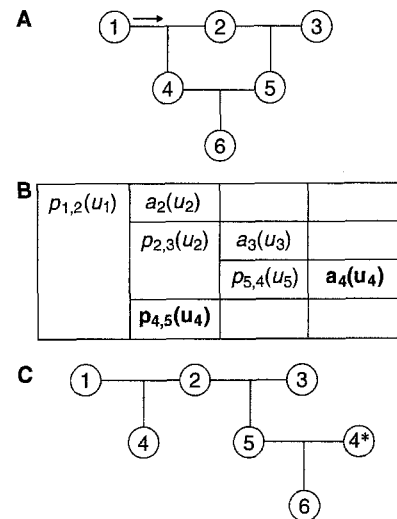 A
1 2 3
4 5
6
B
p1,2(u1) a2(u2)
p2,3(u2) a3(u3)
p5,4(u5) a4(u4)
p4,5(u4)
C
1 2 3
4 5 4*
6